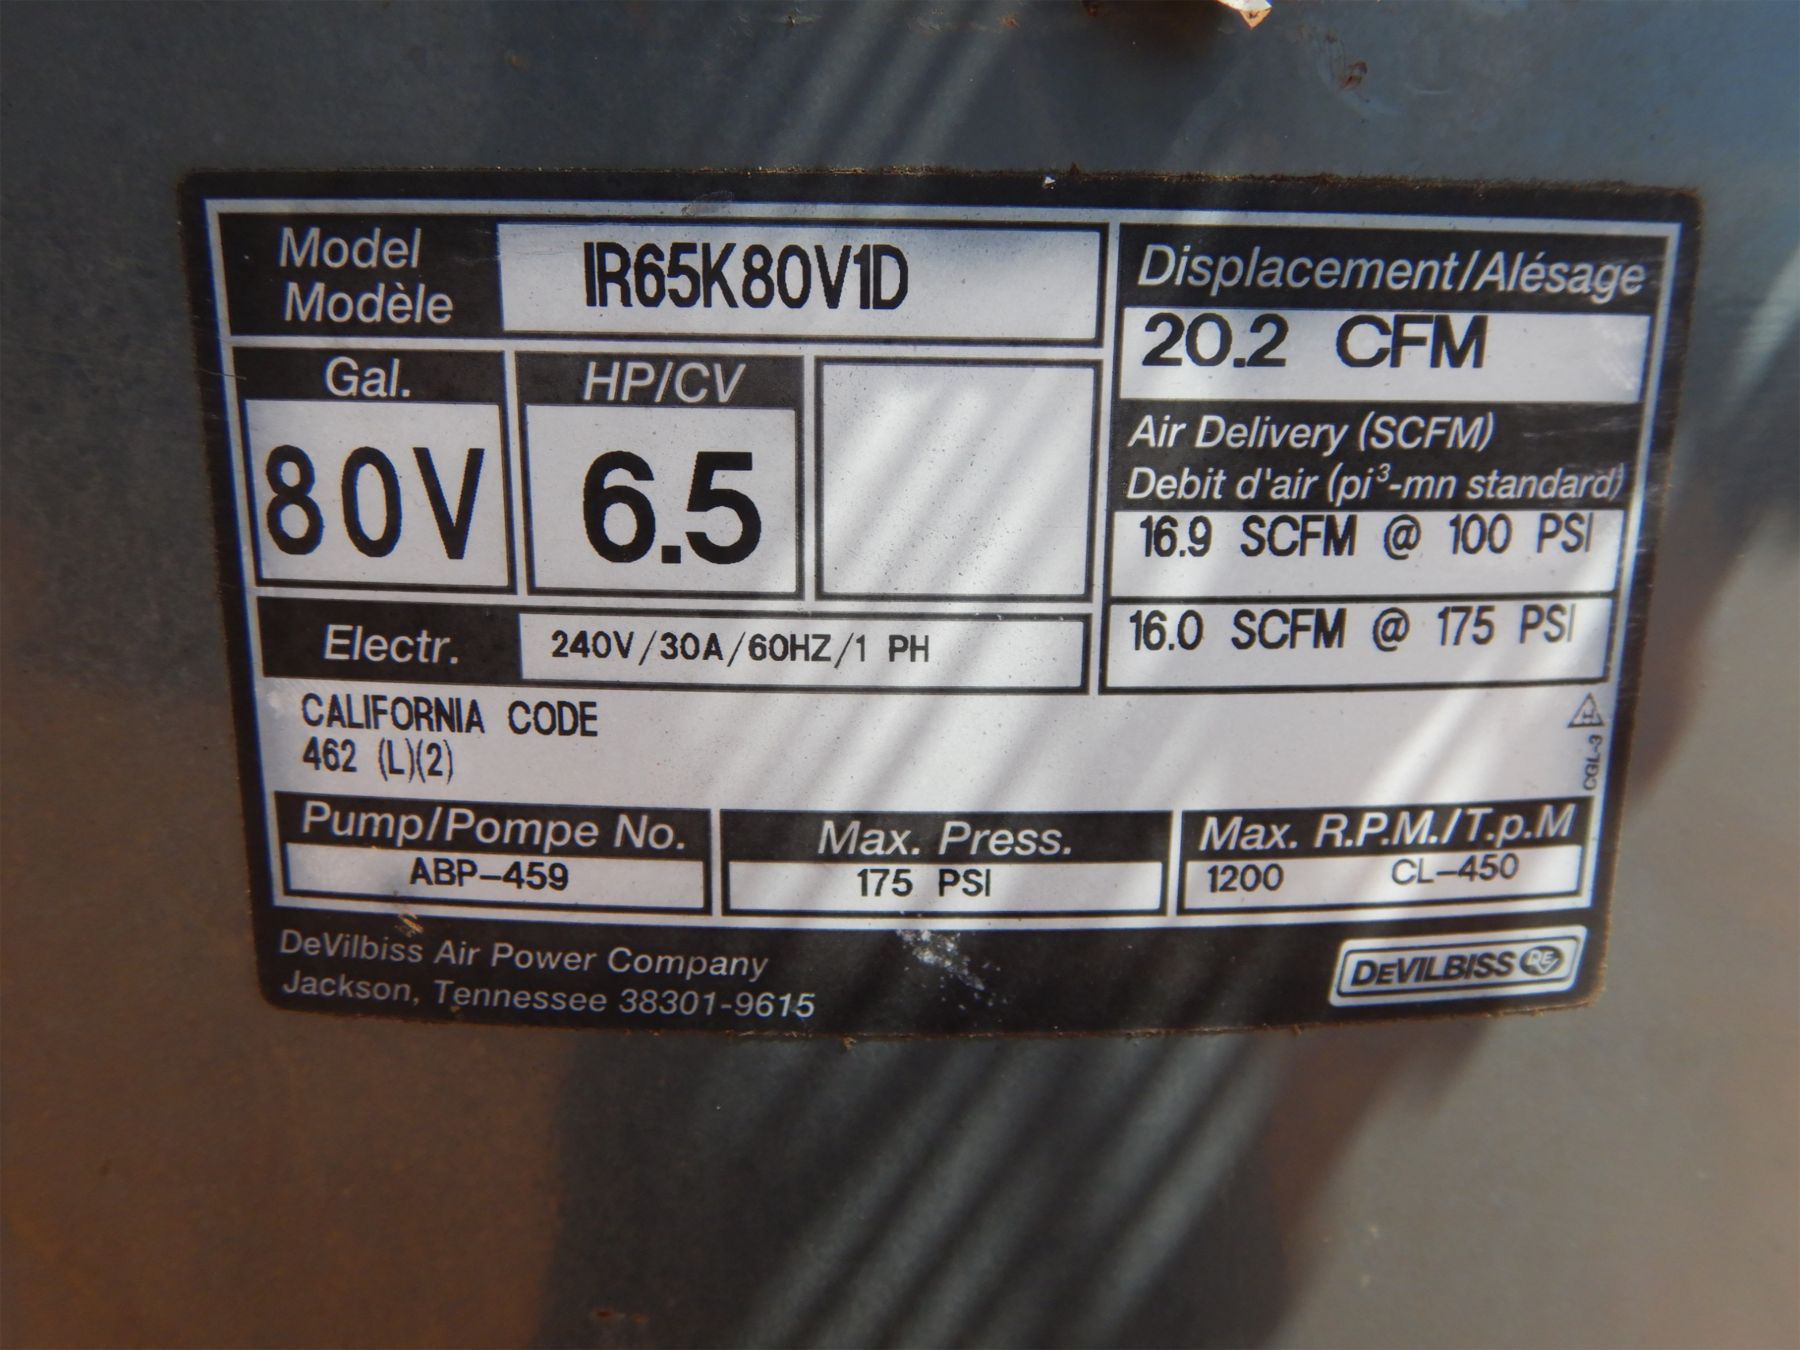 Model
Modèle
IR65K80V1D
Gal.
80V
HP/CV
6.5
Electr.
240V/30A/60HZ/1 PH
Displacement/Alésage
20.2 CFM
Air Delivery (SCFM)
Debit d'air (pi³-mn standard)
16.9 SCFM @ 100 PSI
16.0 SCFM @ 175 PSI
CALIFORNIA CODE
462 (L)(2)
H
CGL-3
Pump/Pompe No.
ABP-459
Max. Press.
175 PSI
Max. R.P.M./T.p.M
1200 CL-450
DeVilbiss Air Power Company
Jackson, Tennessee 38301-9615
DEVILBISS DE